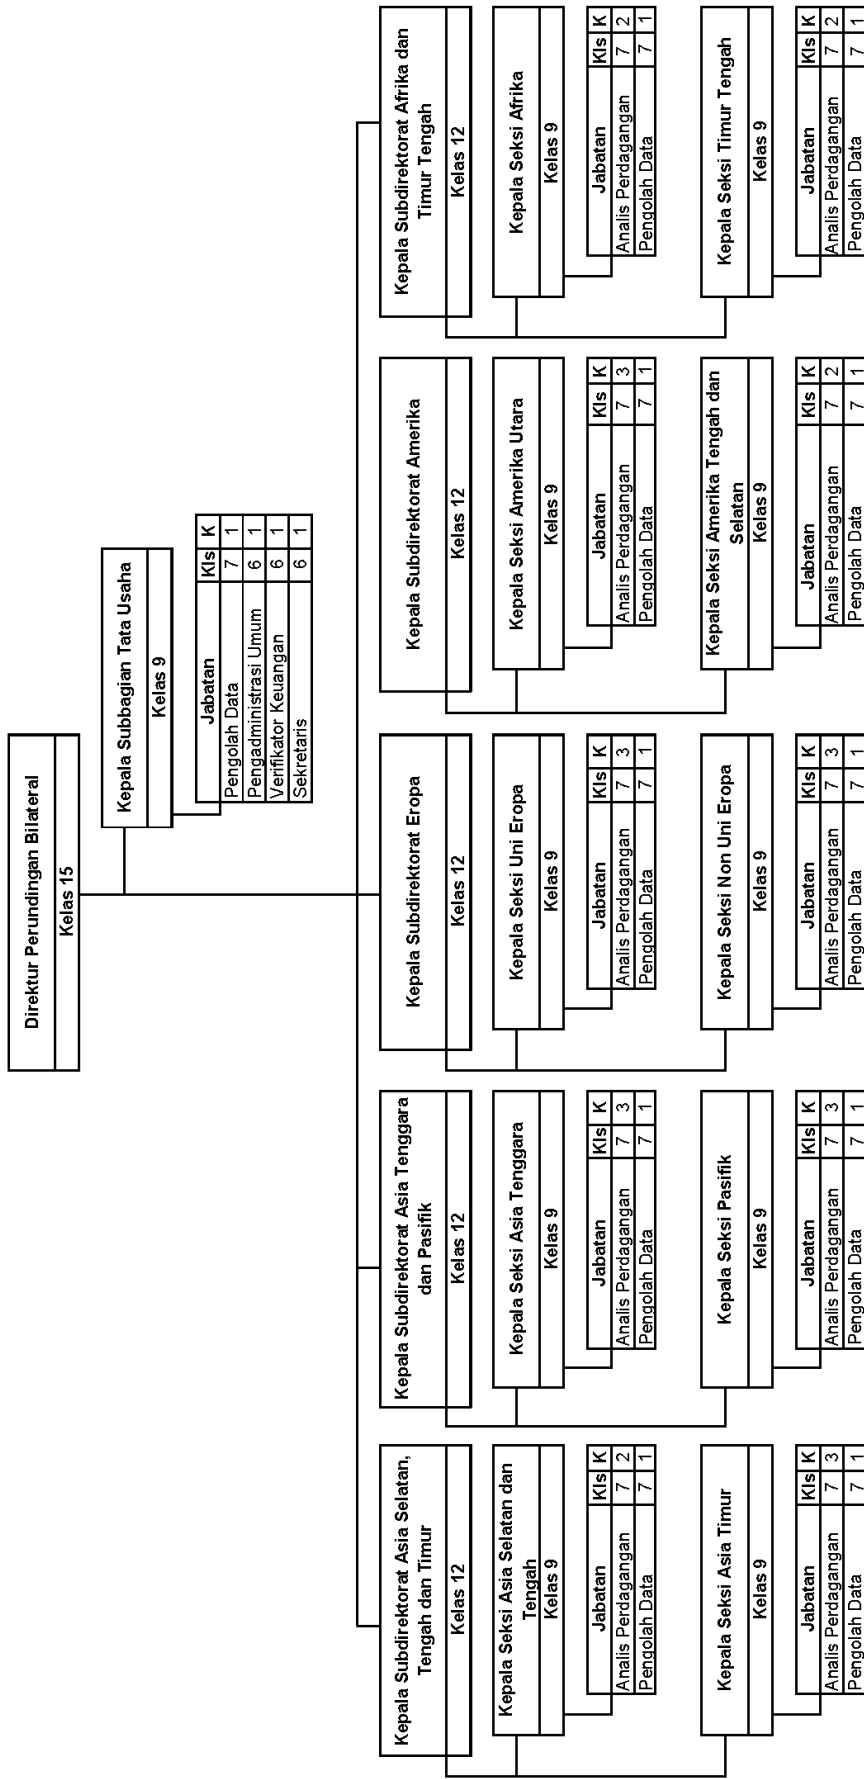 Direktur Perundingan Bilateral
Kelas 15
Kepala Subbagian Tata Usaha
Kelas 9
Jabatan Kls K
Pengolah Data 7 1
Pengadministrasi Umum 6 1
Verifikator Keuangan 6 1
Sekretaris 6 1
Kepala Subdirektorat Asia Selatan,
Tengah dan Timur
Kelas 12
Kepala Seksi Asia Selatan dan
Tengah
Kelas 9
Jabatan Kls K
Analis Perdagangan 7 2
Pengolah Data 7 1
Kepala Seksi Asia Timur
Kelas 9
Jabatan Kls K
Analis Perdagangan 7 3
Pengolah Data 7 1
Kepala Subdirektorat Asia Tenggara
dan Pasifik
Kelas 12
Kepala Seksi Asia Tenggara
Kelas 9
Jabatan Kls K
Analis Perdagangan 7 3
Pengolah Data 7 1
Kepala Seksi Pasifik
Kelas 9
Jabatan Kls K
Analis Perdagangan 7 3
Pengolah Data 7 1
Kepala Subdirektorat Eropa
Kelas 12
Kepala Seksi Uni Eropa
Kelas 9
Jabatan Kls K
Analis Perdagangan 7 3
Pengolah Data 7 1
Kepala Seksi Non Uni Eropa
Kelas 9
Jabatan Kls K
Analis Perdagangan 7 3
Pengolah Data 7 1
Kepala Subdirektorat Amerika
Kelas 12
Kepala Seksi Amerika Utara
Kelas 9
Jabatan Kls K
Analis Perdagangan 7 3
Pengolah Data 7 1
Kepala Seksi Amerika Tengah dan
Selatan
Kelas 9
Jabatan Kls K
Analis Perdagangan 7 2
Pengolah Data 7 1
Kepala Subdirektorat Afrika dan
Timur Tengah
Kelas 12
Kepala Seksi Afrika
Kelas 9
Jabatan Kls K
Analis Perdagangan 7 2
Pengolah Data 7 1
Kepala Seksi Timur Tengah
Kelas 9
Jabatan Kls K
Analis Perdagangan 7 2
Pengolah Data 7 1